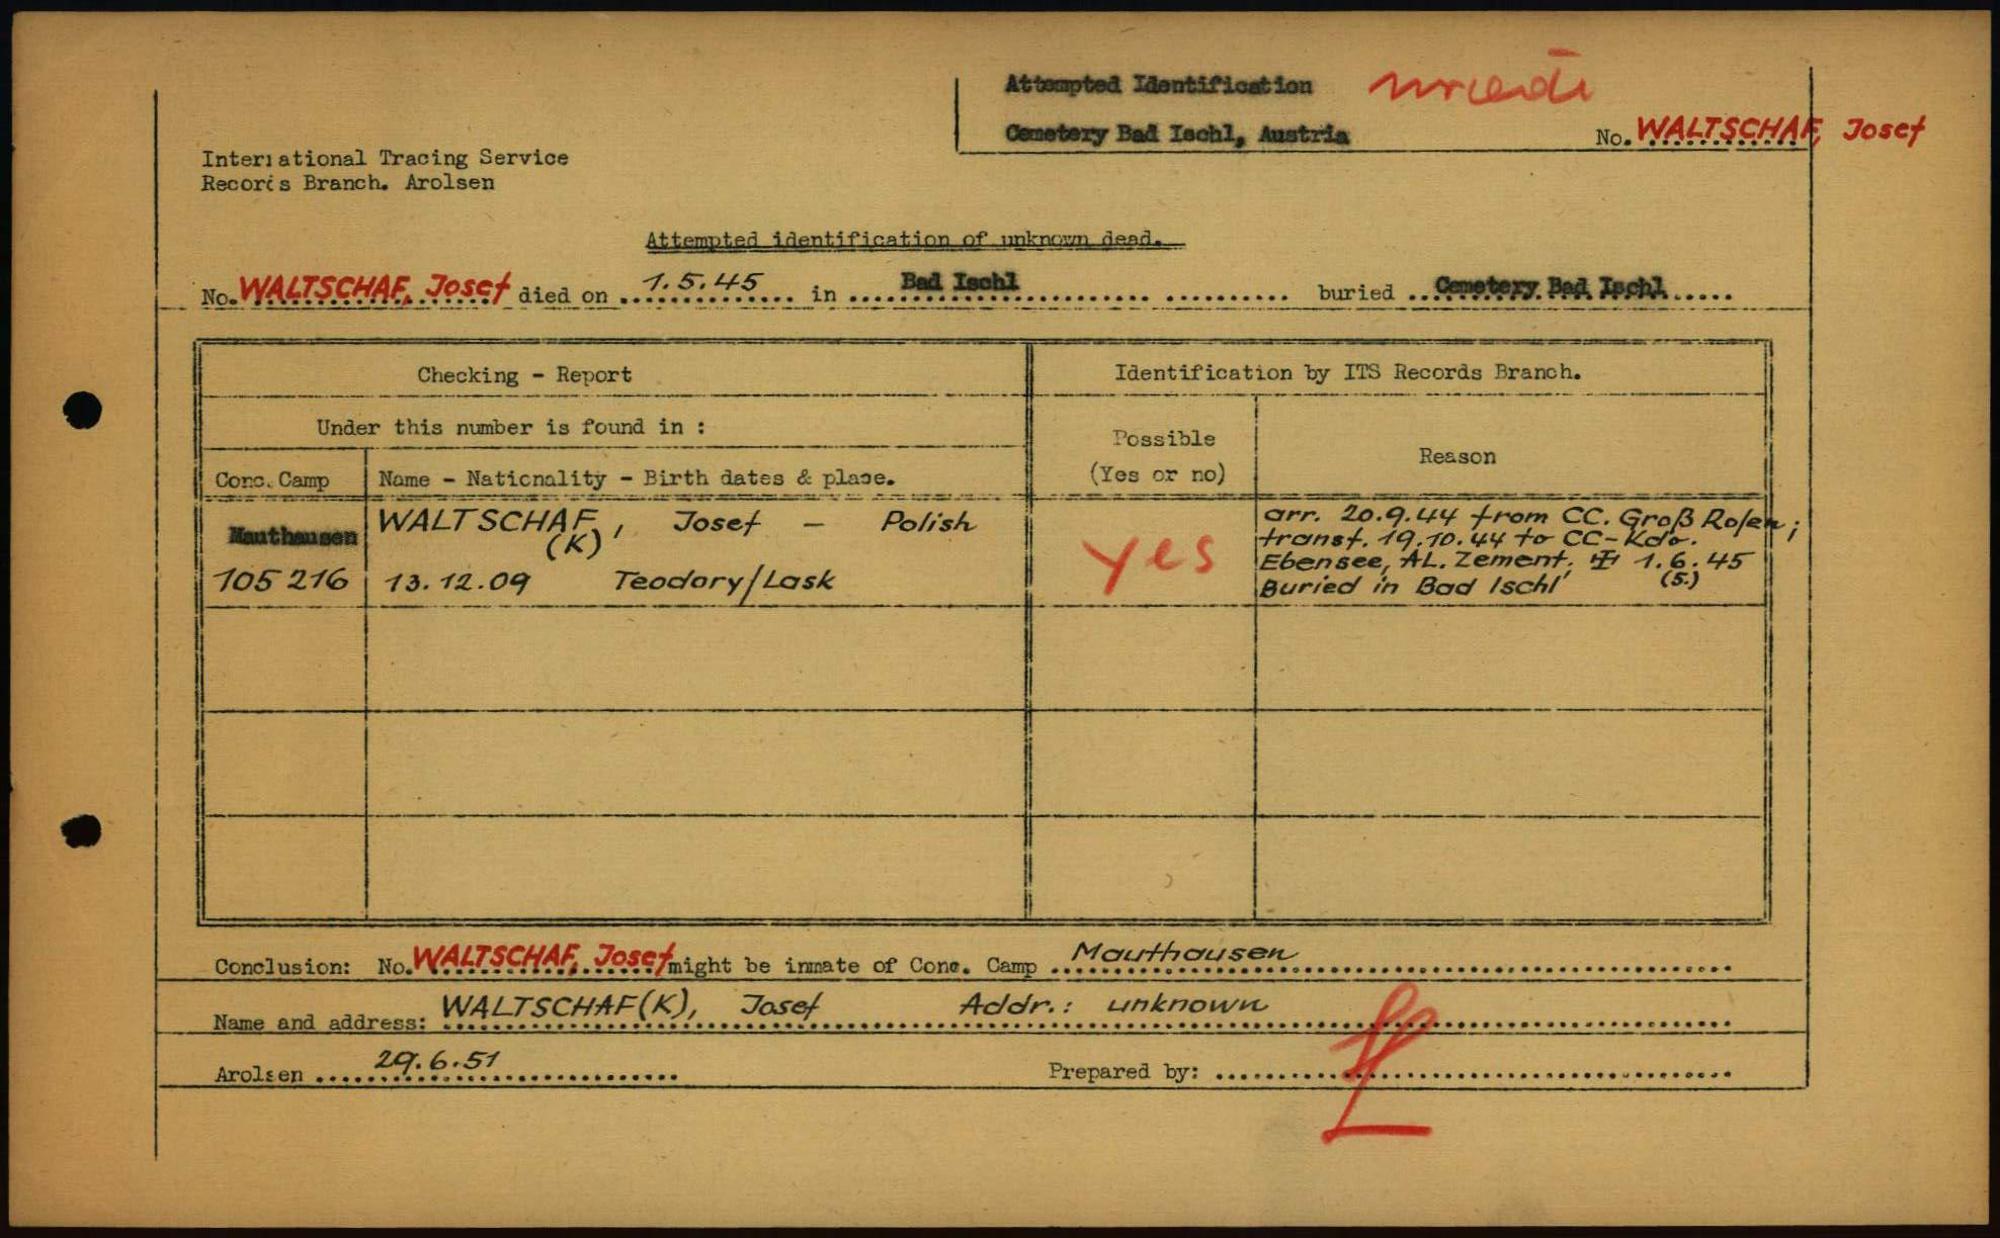 Attempted Identification
Cemetery Bad Ischl, Austria
No. WALTSCHAF, Josef
International Tracing Service
Records Branch. Arolsen
Attempted identification of unknown dead.
No. WALTSCHAF, Josef died on 1.5.45 in Bad Ischl buried Cemetery Bad Ischl
Checking - Report
Identification by ITS Records Branch.
Under this number is found in :
Possible
(Yes or no)
Reason
Conc. Camp
Name - Nationality - Birth dates & place.
Mauthausen
105 216
WALTSCHAF, Josef - Polish
(K)
13.12.09 Teodory/Lask
yes
arr. 20.9.44 from CC. Groß Rosen;
transf. 19.10.44 to CC-Kdo.
Ebensee, AL. Zement. 1.6.45
(5.)
Buried in Bad Ischl
Conclusion: No. WALTSCHAF, Josef might be inmate of Conc. Camp Mauthausen
Name and address: WALTSCHAF(K), Josef Addr.: unknown
Arolsen 29.6.51
Prepared by: